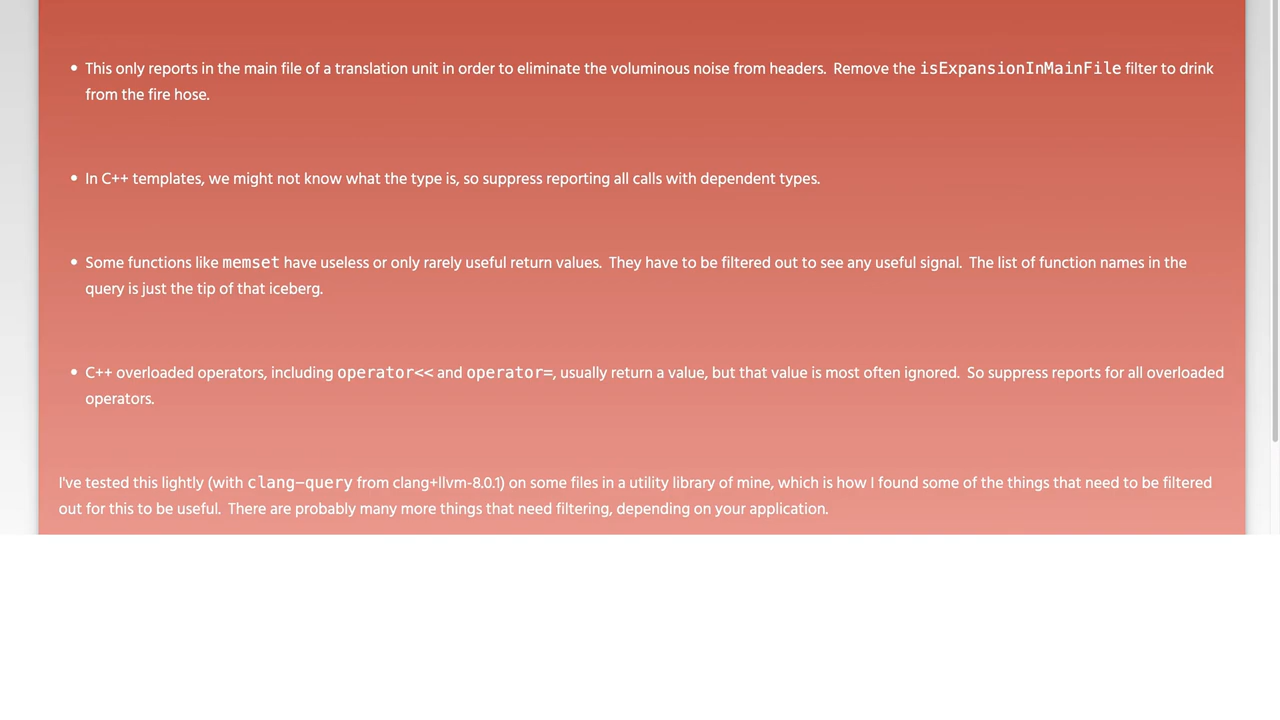 • This only reports in the main file of a translation unit in order to eliminate the voluminous noise from headers.  Remove the isExpansionInMainFile filter to drink
from the fire hose.
• In C++ templates, we might not know what the type is, so suppress reporting all calls with dependent types.
• Some functions like memset have useless or only rarely useful return values.  They have to be filtered out to see any useful signal.  The list of function names in the
query is just the tip of that iceberg.
• C++ overloaded operators, including operator<< and operator=, usually return a value, but that value is most often ignored.  So suppress reports for all overloaded
operators.
I've tested this lightly (with clang-query from clang+llvm-8.0.1) on some files in a utility library of mine, which is how I found some of the things that need to be filtered
out for this to be useful.  There are probably many more things that need filtering, depending on your application.